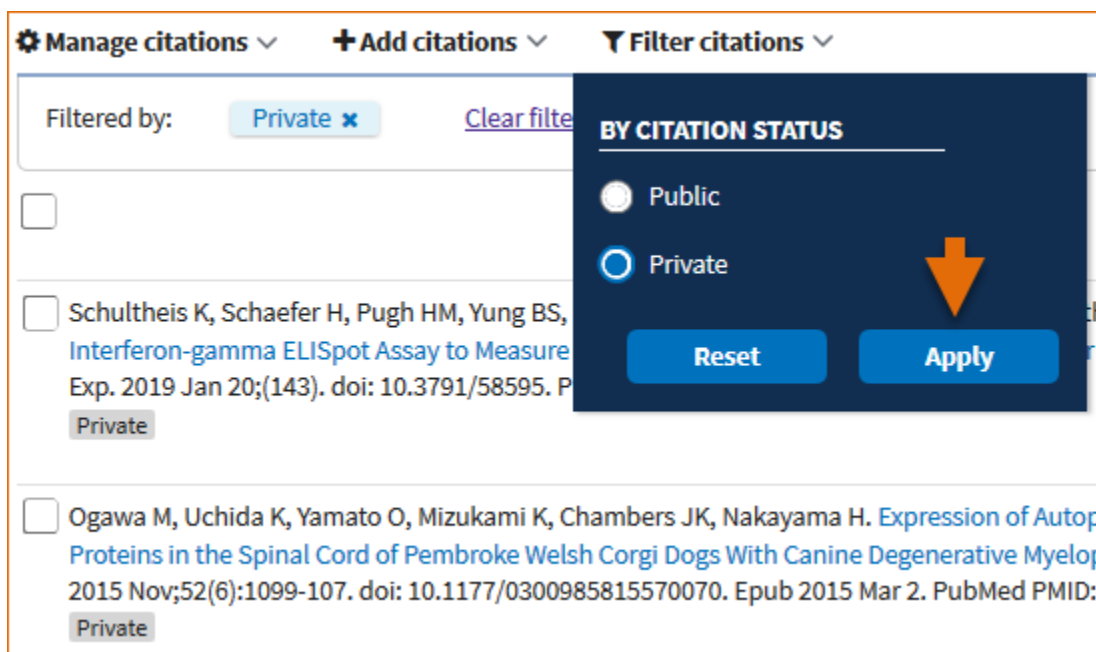 Manage citations
Add citations
Filter citations
Filtered by:
Private
Clear filte
BY CITATION STATUS
Public
Private
Reset
Apply
Schultheis K, Schaefer H, Pugh HM, Yung BS,
Interferon-gamma ELISpot Assay to Measure
Exp. 2019 Jan 20;(143). doi: 10.3791/58595. P
Private
Ogawa M, Uchida K, Yamato O, Mizukami K, Chambers JK, Nakayama H. Expression of Autop
Proteins in the Spinal Cord of Pembroke Welsh Corgi Dogs With Canine Degenerative Myelop
2015 Nov;52(6):1099-107. doi: 10.1177/0300985815570070. Epub 2015 Mar 2. PubMed PMID:
Private